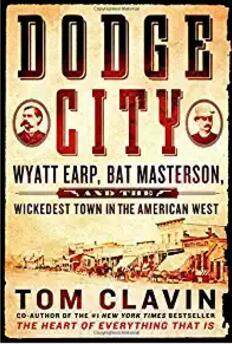 DODGE
CITY
WYATT EARP, BAT MASTERSON,
AND THE
WICKEDEST TOWN IN THE AMERICAN WEST
TOM CLAVIN
CO-AUTHOR OF THE #1 NEW YORK TIMES BESTSELLER
THE HEART OF EVERYTHING THAT IS